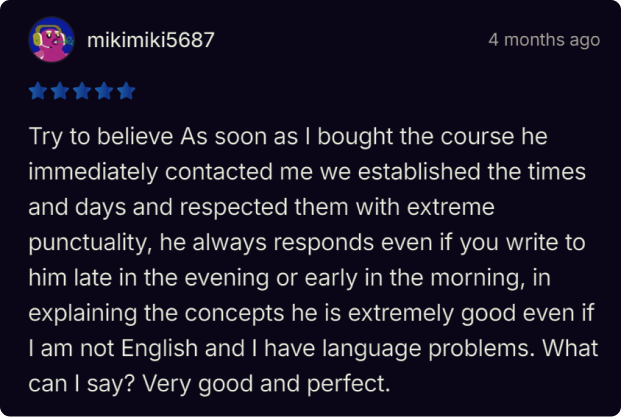 mikimiki5687
4 months ago
Try to believe As soon as I bought the course he
immediately contacted me we established the times
and days and respected them with extreme
punctuality, he always responds even if you write to
him late in the evening or early in the morning, in
explaining the concepts he is extremely good even if
I am not English and I have language problems. What
can I say? Very good and perfect.